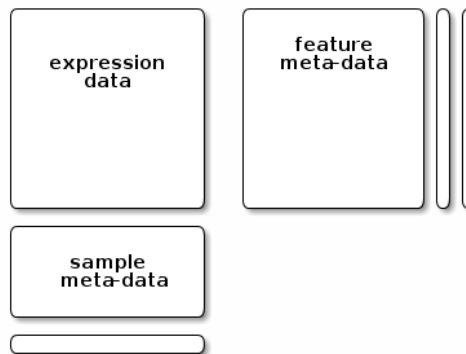 expression
data
feature
meta-data
sample
meta-data